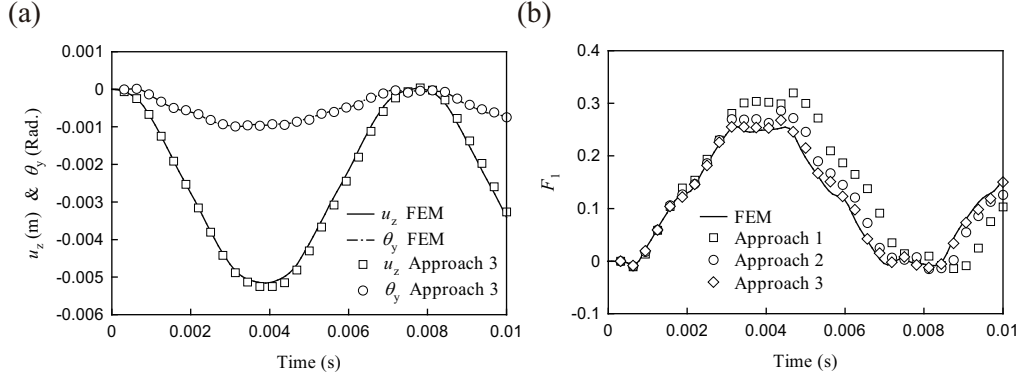 (a)
0.001
0
-0.001
-0.002
-0.003
-0.004
-0.005
-0.006
u_z (m) & θ_y (Rad.)
u_z FEM
θ_y FEM
u_z Approach 3
θ_y Approach 3
0
0.002
0.004
0.006
0.008
0.01
Time (s)
(b)
0.4
0.3
0.2
0.1
0
-0.1
F_1
FEM
Approach 1
Approach 2
Approach 3
0
0.002
0.004
0.006
0.008
0.01
Time (s)